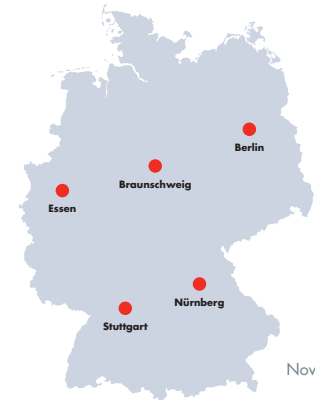 Berlin
Braunschweig
Essen
Nürnberg
Stuttgart
Nov